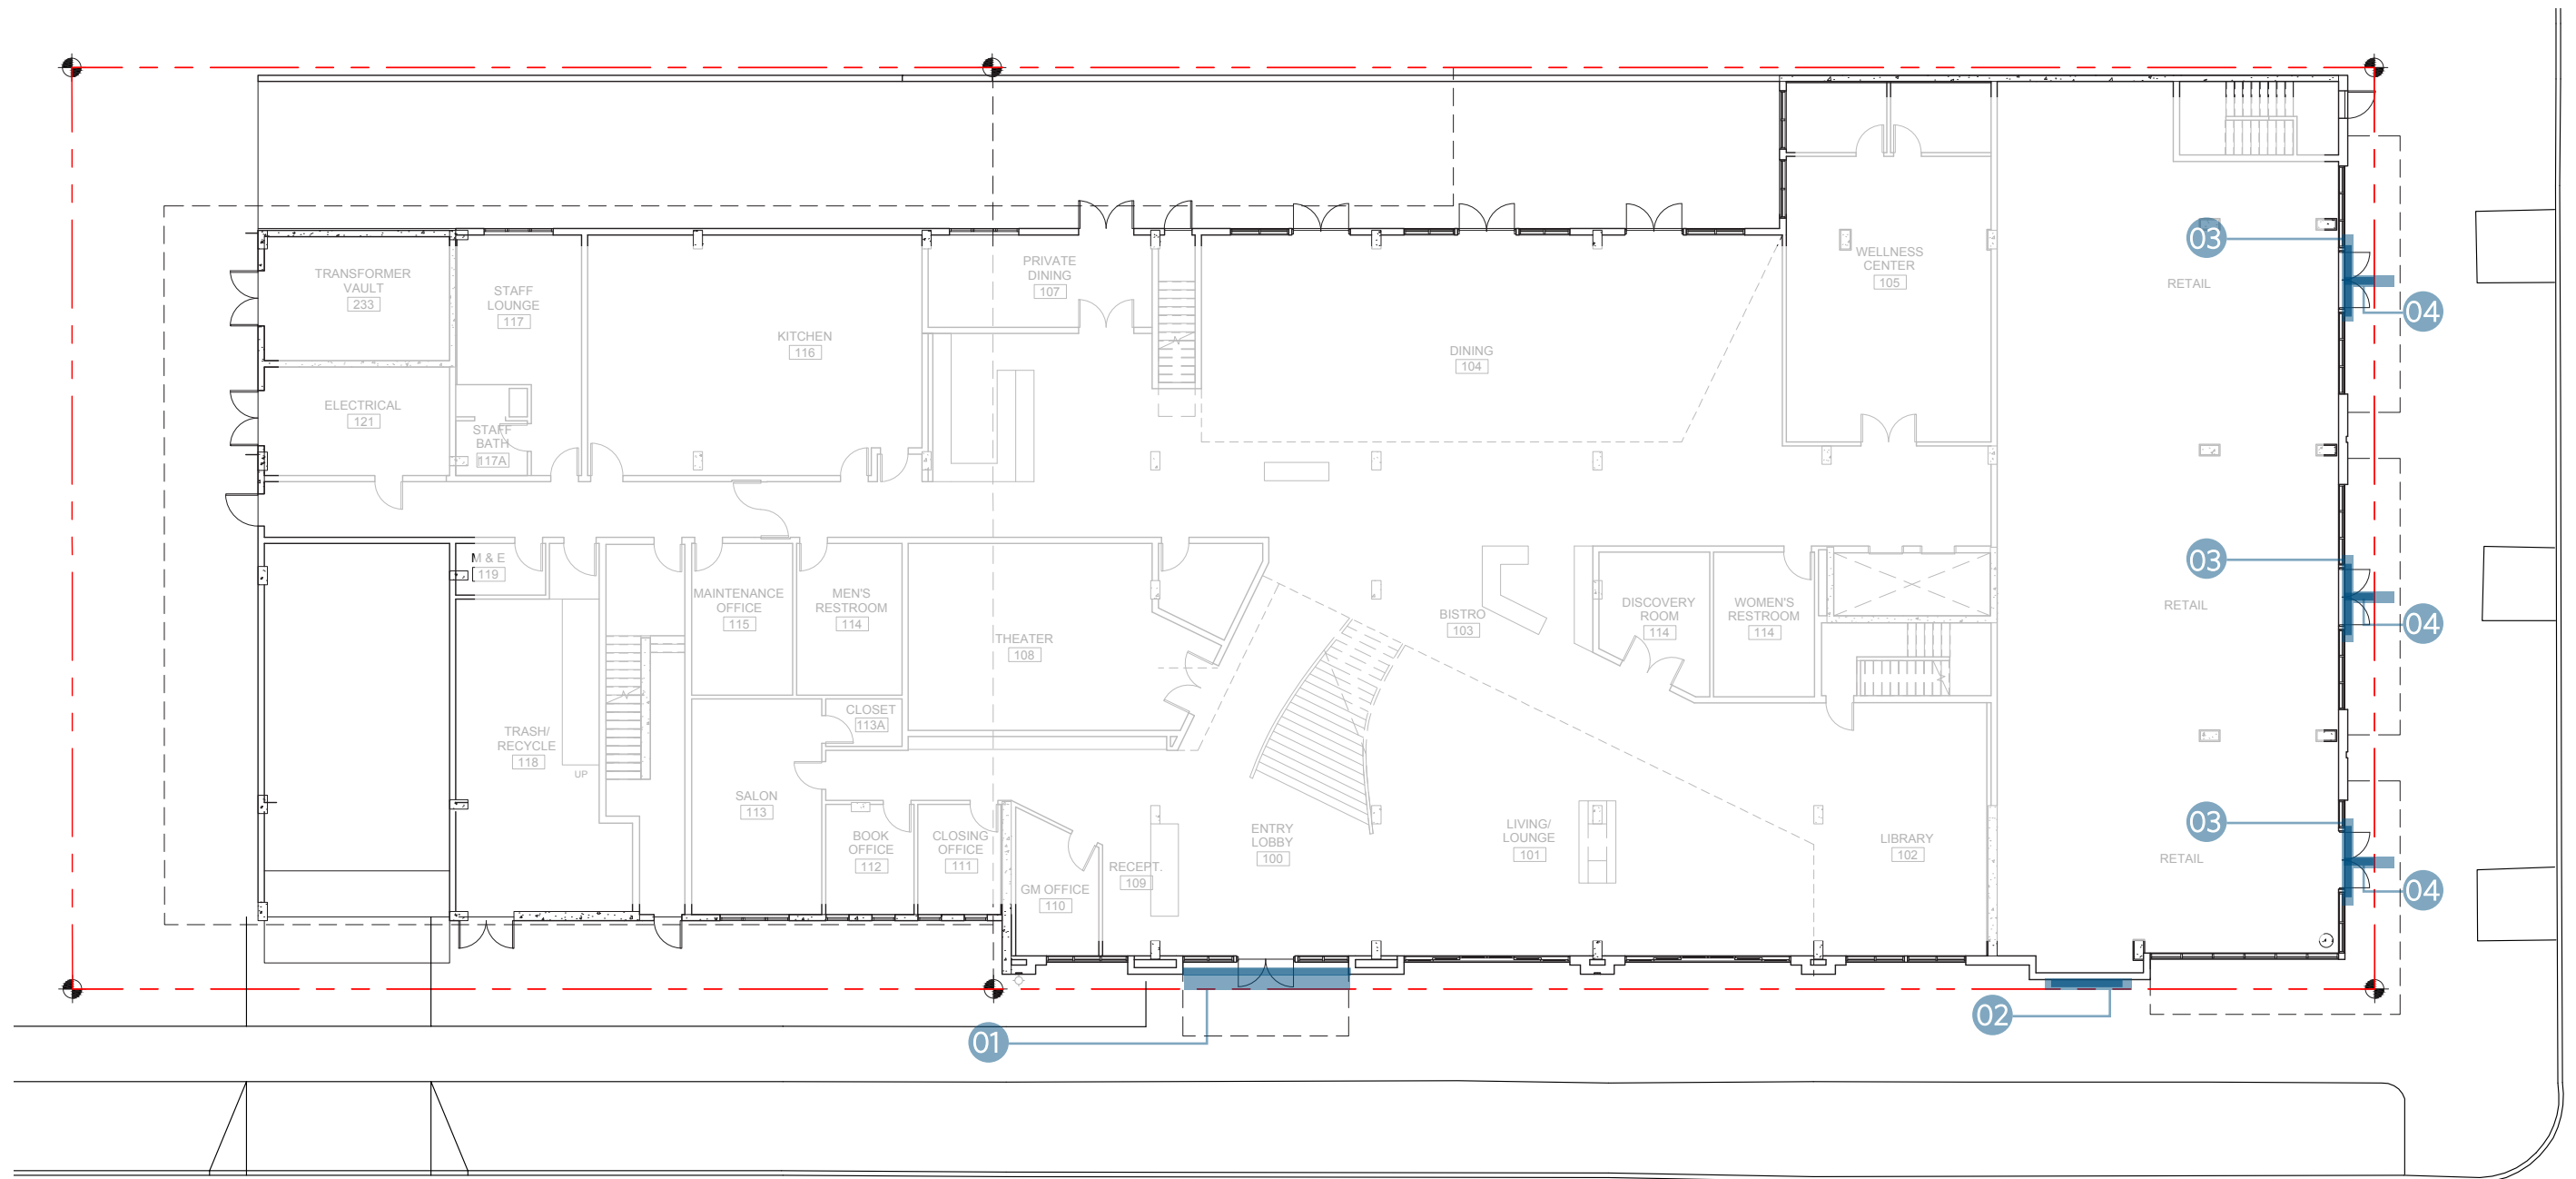 TRANSFORMER
VAULT
233
STAFF
LOUNGE
117
KITCHEN
116
PRIVATE
DINING
107
DINING
104
WELLNESS
CENTER
105
RETAIL
03
04
ELECTRICAL
121
STAFF
BATH
117A
M & E
119
MAINTENANCE
OFFICE
115
MEN'S
RESTROOM
114
THEATER
108
BISTRO
103
DISCOVERY
ROOM
114
WOMEN'S
RESTROOM
114
RETAIL
03
04
TRASH/
RECYCLE
118
UP
CLOSET
113A
SALON
113
BOOK
OFFICE
112
CLOSING
OFFICE
111
GM OFFICE
110
RECEPT.
109
ENTRY
LOBBY
100
LIVING/
LOUNGE
101
LIBRARY
102
RETAIL
03
04
01
02